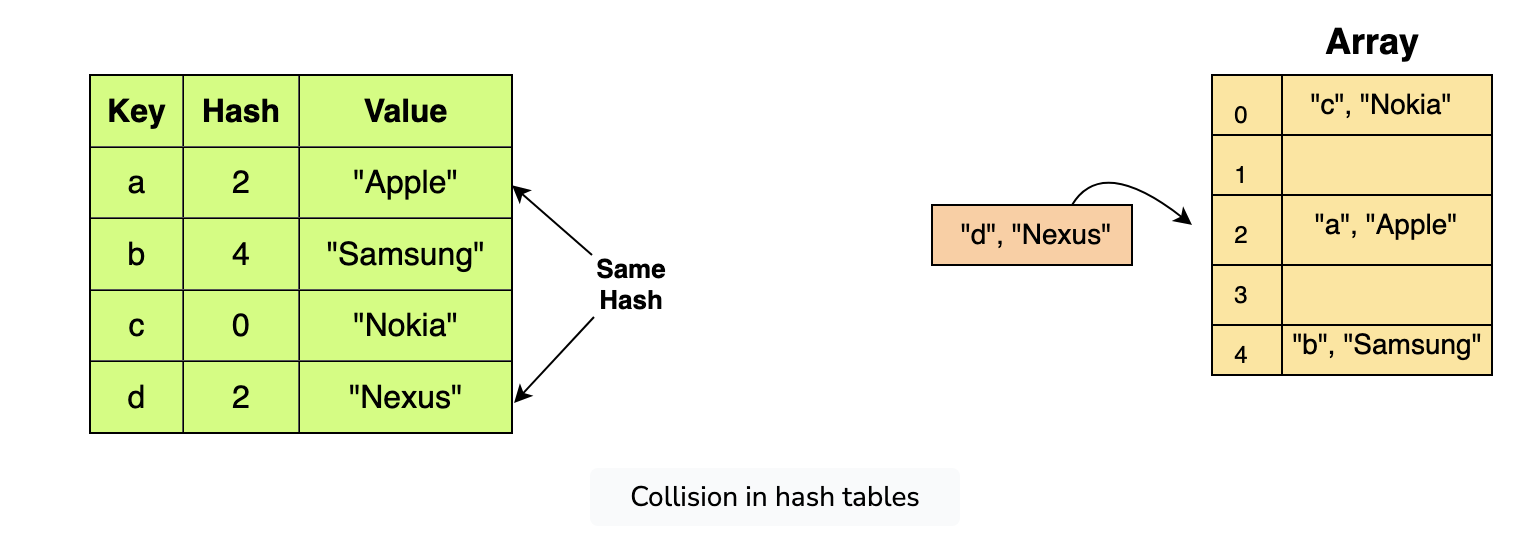 Key Hash Value
a 2 "Apple"
b 4 "Samsung"
c 0 "Nokia"
d 2 "Nexus"
Same
Hash
"d", "Nexus"
Array
0 "c", "Nokia"
1
2 "a", "Apple"
3
4 "b", "Samsung"
Collision in hash tables